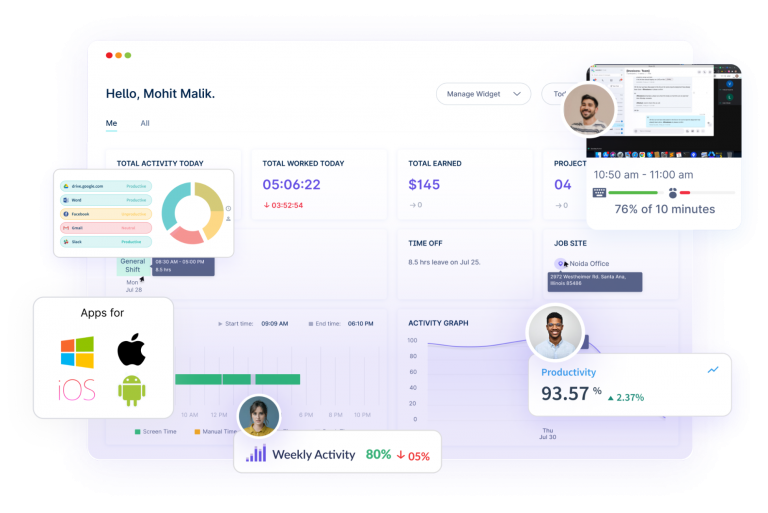 Hello, Mohit Malik.
Manage Widget
Me
All
TOTAL ACTIVITY TODAY
TOTAL WORKED TODAY
05:06:22
03:52:54
TOTAL EARNED
$145
0
PROJECT
04
0
10:50 am - 11:00 am
76% of 10 minutes
drive.google.com Productive
Word Productive
Facebook
Gmail Neutral
Slack Productive
General
Shift
08:30 AM - 05:00 PM
8.5 hrs
Mon
Jul 28
TIME OFF
8.5 hrs leave on Jul 25.
JOB SITE
Noida Office
2972 Westheimer Rd. Santa Ana,
Illinois 85486
Apps for
iOS
Start time: 09:09 AM
End time: 06:10 PM
10 AM 12 PM 6 PM 8 PM 10 PM
Screen Time
Manual Time
ACTIVITY GRAPH
100
80
60
40
20
0
Thu
Jul 30
Productivity
93.57 % 2.37%
Weekly Activity 80% 05%